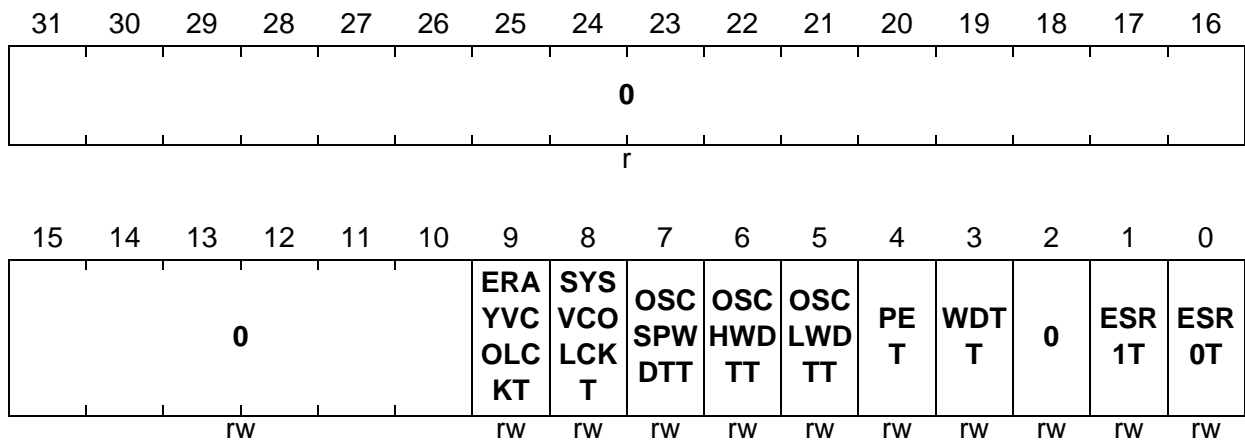 31 30 29 28 27 26 25 24 23 22 21 20 19 18 17 16
0
r
15 14 13 12 11 10 9 8 7 6 5 4 3 2 1 0
0
ERA
YVC
OLC
KT
SYS
VCO
LCK
T
OSC
SPW
DTT
OSC
HWD
TT
OSC
LWD
TT
PE
T
WDT
T
0
ESR
1T
ESR
0T
rw rw rw rw rw rw rw rw rw rw rw